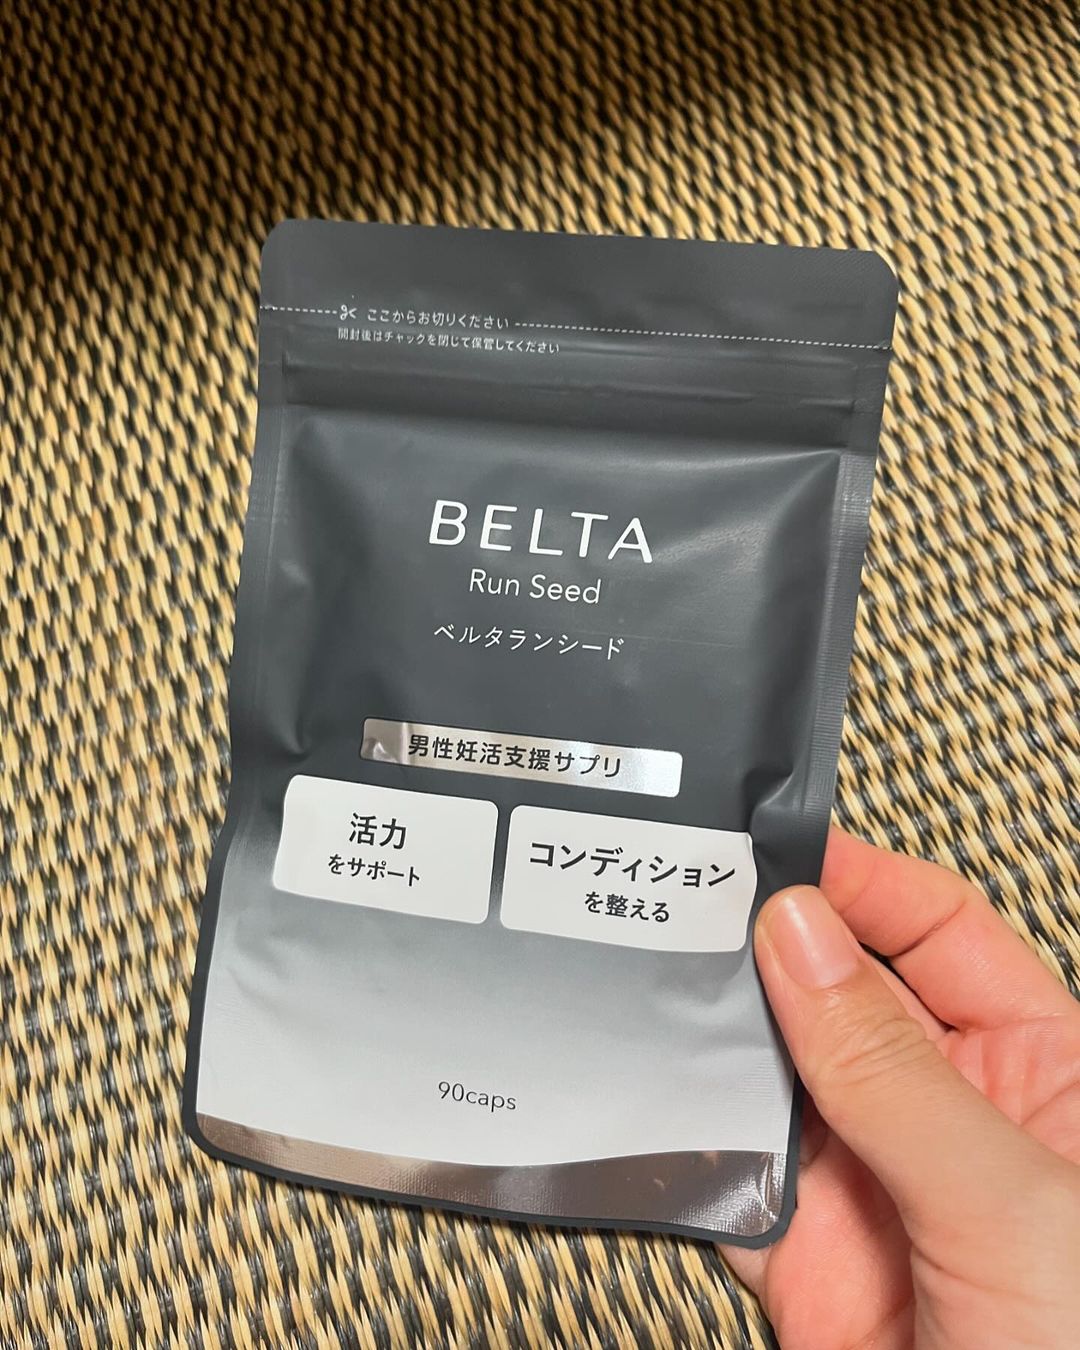 ここからお切りください
開封後はチャックを閉じて保管してください
BELTA
Run Seed
ベルタランシード
男性妊活支援サプリ
活力
をサポート
コンディション
を整える
90caps